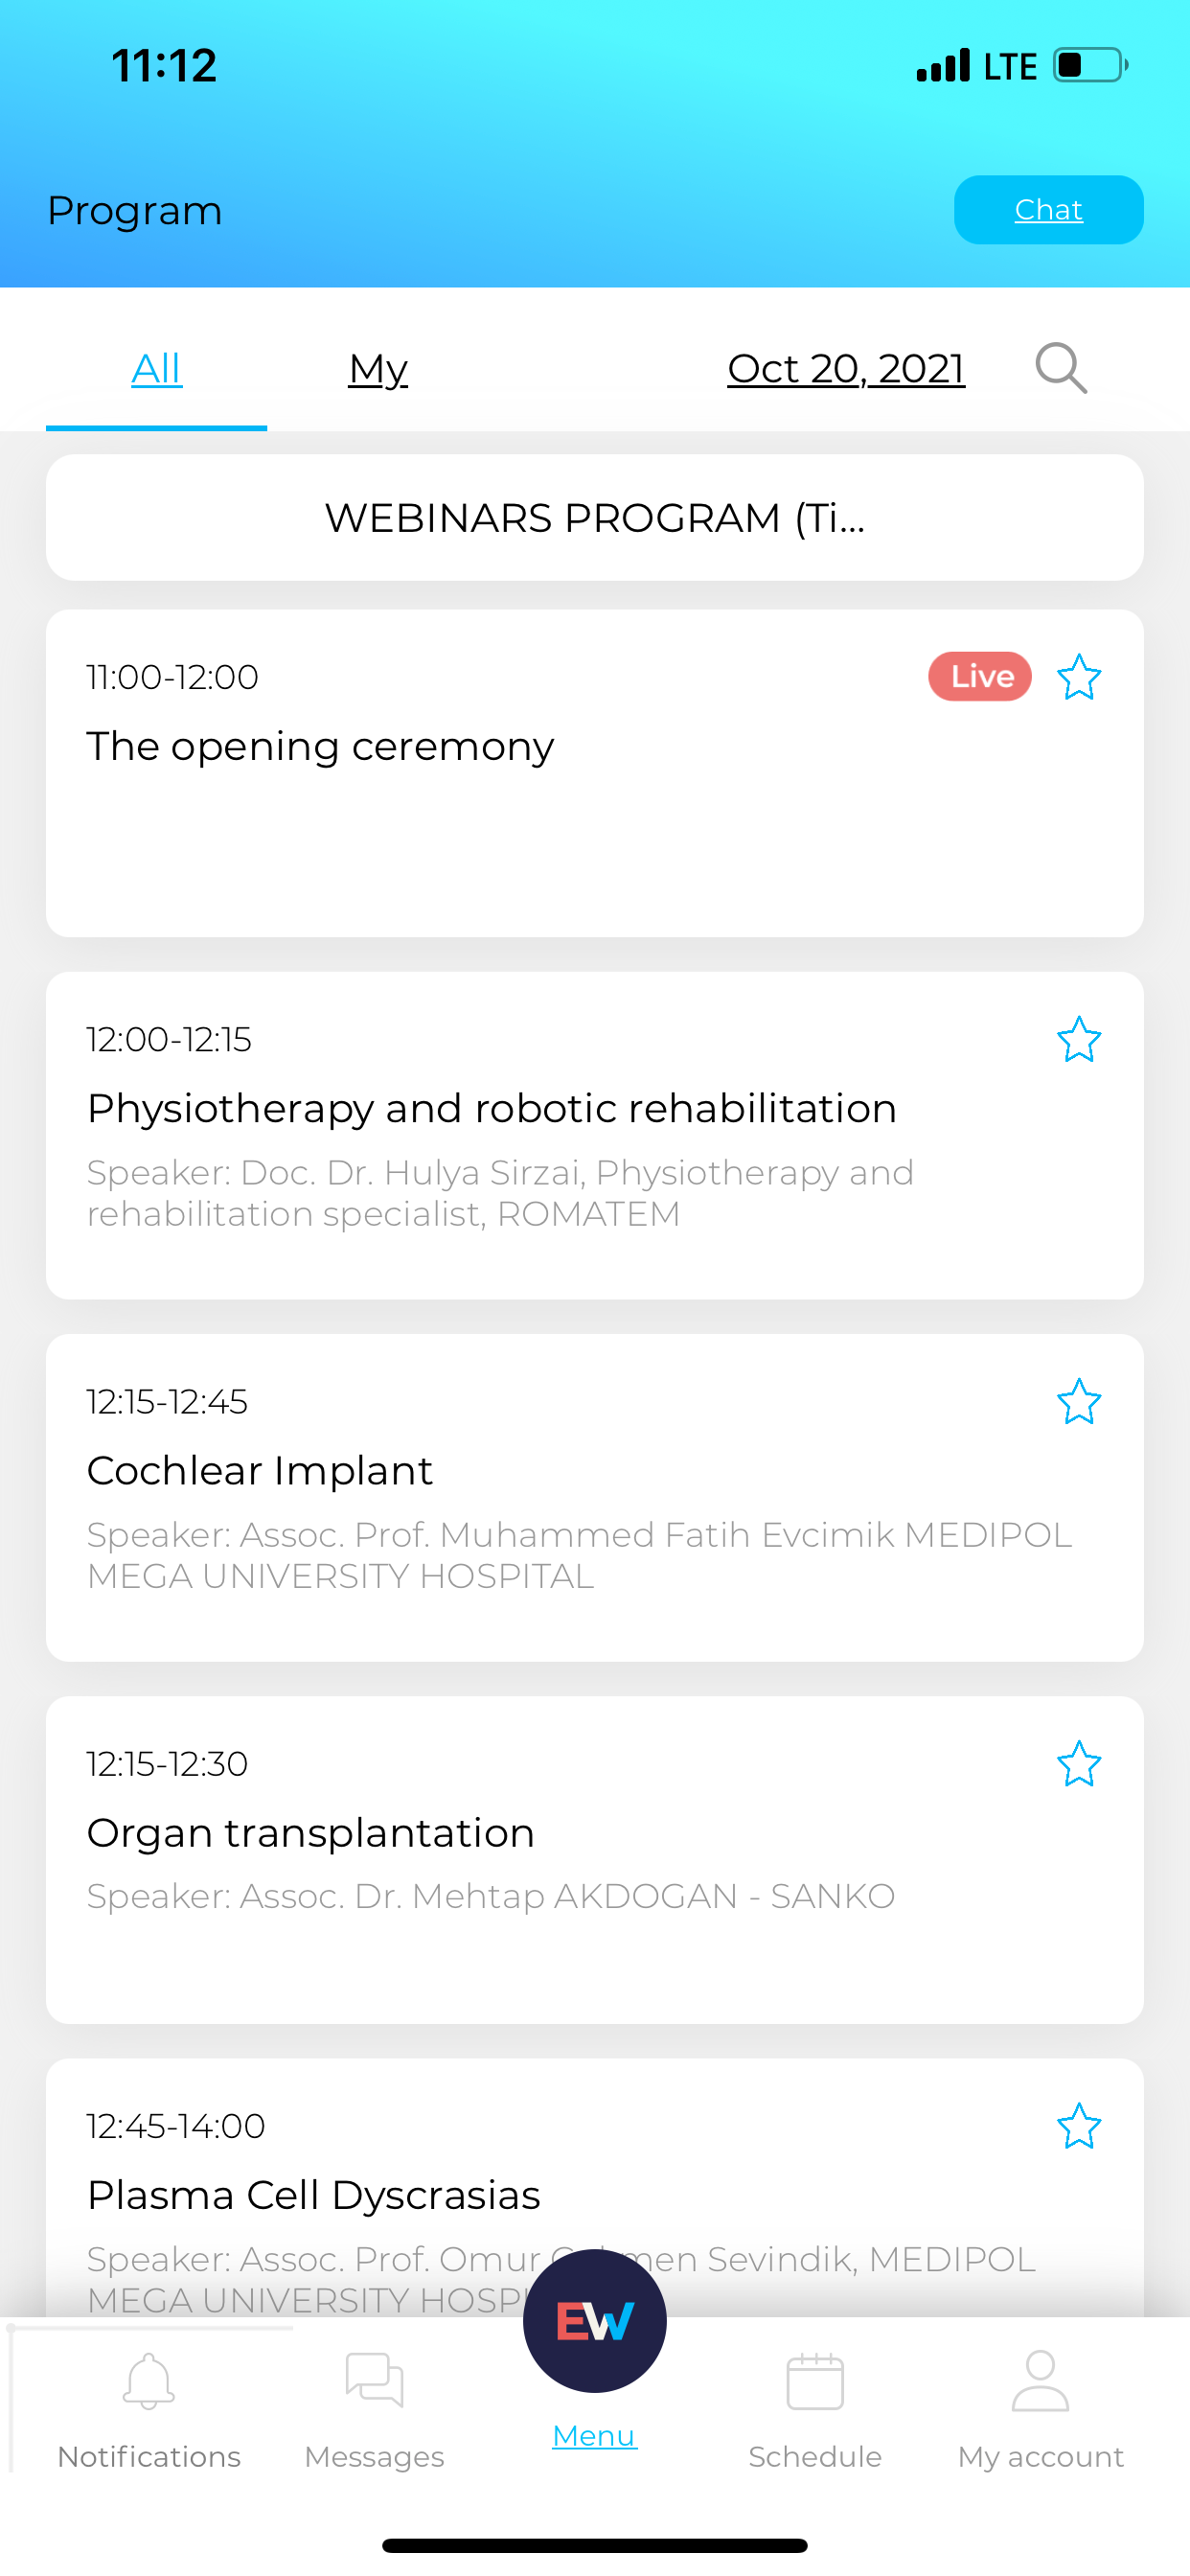 11:12
LTE
Program
Chat
All
My
Oct 20, 2021
WEBINARS PROGRAM (Ti...
11:00-12:00
Live
The opening ceremony
12:00-12:15
Physiotherapy and robotic rehabilitation
Speaker: Doc. Dr. Hulya Sirzai, Physiotherapy and
rehabilitation specialist, ROMATEM
12:15-12:45
Cochlear Implant
Speaker: Assoc. Prof. Muhammed Fatih Evcimik MEDIPOL
MEGA UNIVERSITY HOSPITAL
12:15-12:30
Organ transplantation
Speaker: Assoc. Dr. Mehtap AKDOGAN - SANKO
12:45-14:00
Plasma Cell Dyscrasias
Speaker: Assoc. Prof. Omur Sevindik, MEDIPOL
MEGA UNIVERSITY
EW
Notifications
Messages
Menu
Schedule
My account